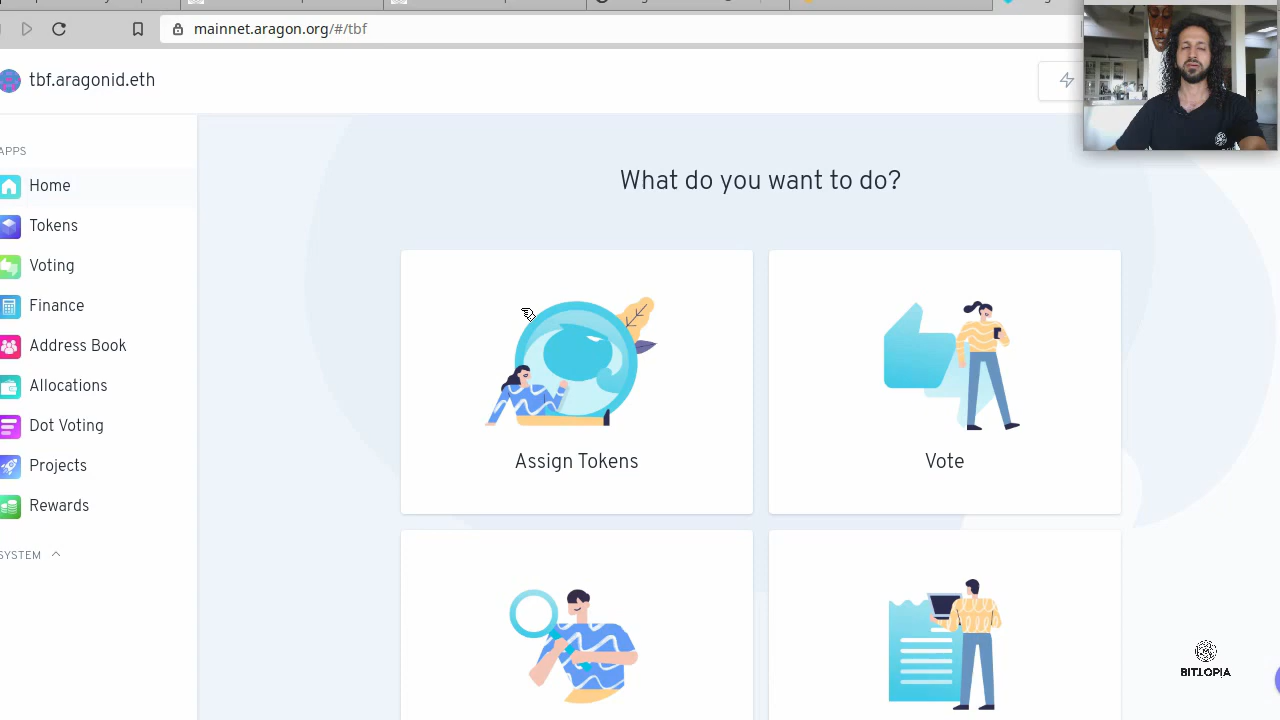 mainnet.aragon.org/#/tbf
tbf.aragonid.eth
APPS
Home
Tokens
Voting
Finance
Address Book
Allocations
Dot Voting
Projects
Rewards
SYSTEM
What do you want to do?
Assign Tokens
Vote
BITTOPIA